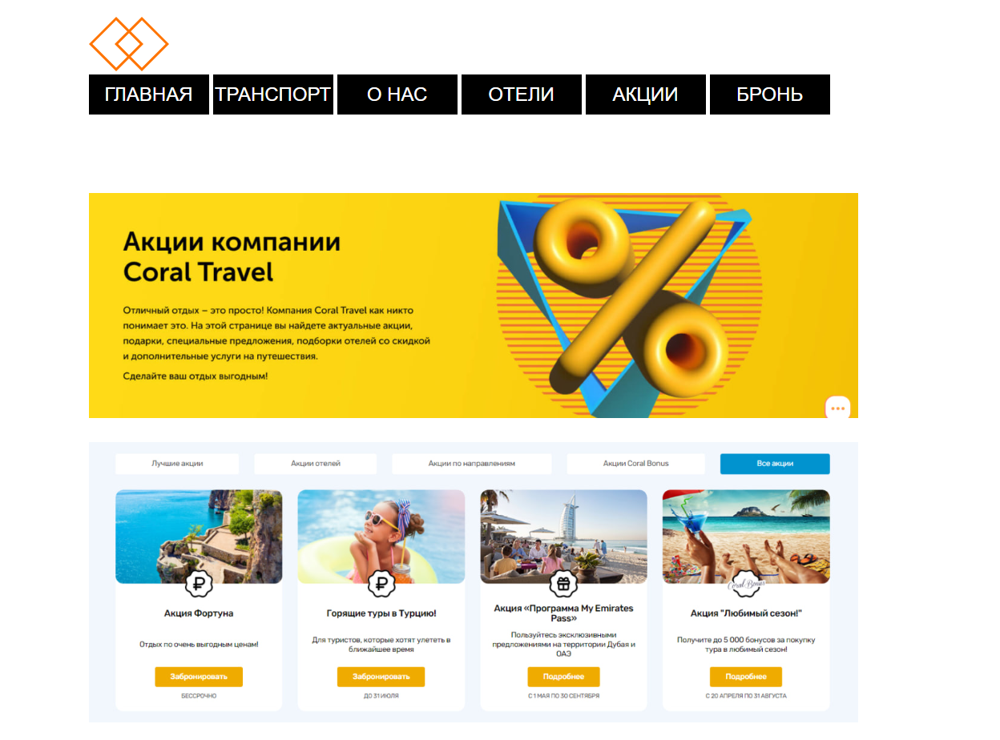 ГЛАВНАЯ ТРАНСПОРТ О НАС ОТЕЛИ АКЦИИ БРОНЬ
Акции компании
Coral Travel
Отличный отдых – это просто! Компания Coral Travel как никто
понимает это. На этой странице вы найдете актуальные акции,
подарки, специальные предложения, подборки отелей со скидкой
и дополнительные услуги на путешествия.
Сделайте ваш отдых выгодным!
Лучшие акции Акции отелей Акции по направлениям Акции Coral Bonus Все акции
Акция Фортуна
Отдых по очень выгодным ценам!
Забронировать
БЕССРОЧНО
Горящие туры в Турцию!
Для туристов, которые хотят улететь в
ближайшее время
Забронировать
ДО 31 ИЮЛЯ
Акция «Программа My Emirates
Pass»
Пользуйтесь эксклюзивными
предложениями на территории Дубая и
ОАЭ
Подробнее
С 1 МАЯ ПО 30 СЕНТЯБРЯ
Coral Bonus
Акция "Любимый сезон!"
Получите до 5 000 бонусов за покупку
тура в любимый сезон!
Подробнее
С 20 АПРЕЛЯ ПО 31 АВГУСТА